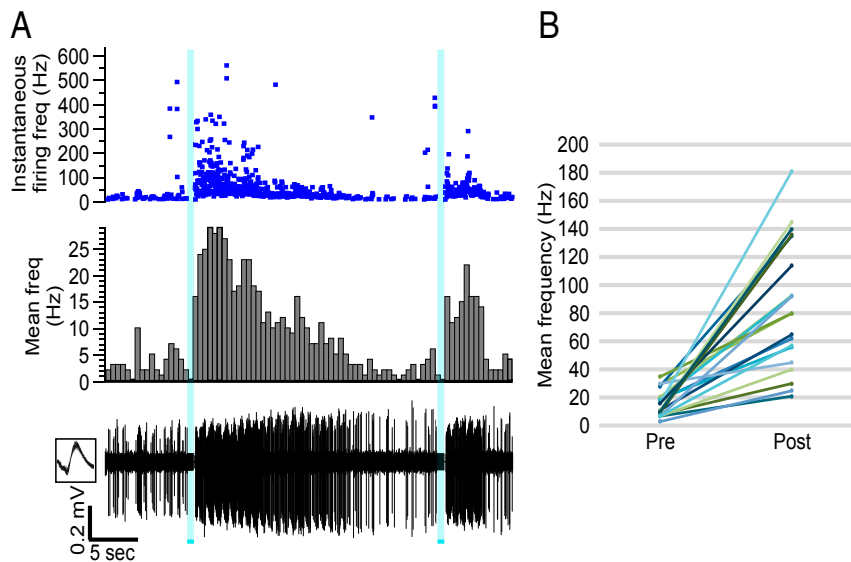 A
Instantaneous
firing freq (Hz)
600
500
400
300
200
100
0
Mean freq
(Hz)
25
20
15
10
5
0
0.2 mV
5 sec
B
Mean frequency (Hz)
200
180
160
140
120
100
80
60
40
20
0
Pre
Post